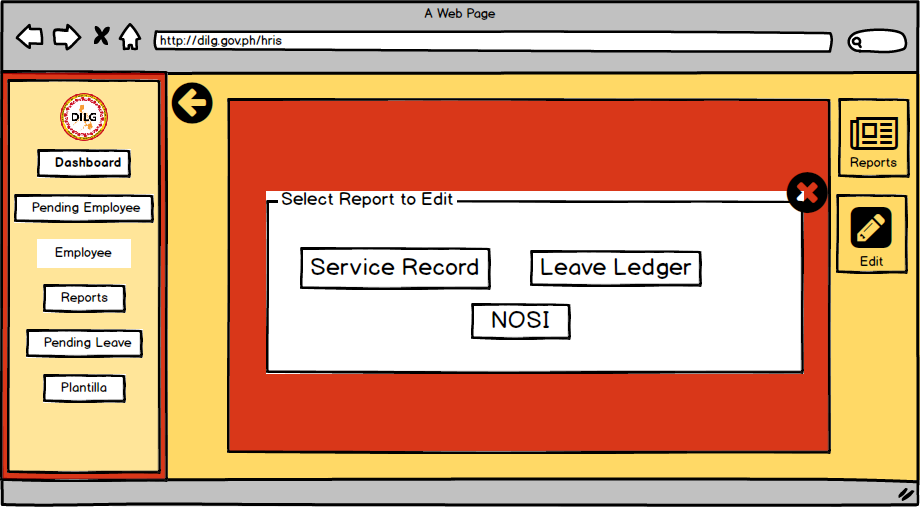 A Web Page
http://dilg.gov.ph/hris
DILG
Dashboard
Pending Employee
Employee
Reports
Pending Leave
Plantilla
Select Report to Edit
Service Record
Leave Ledger
NOSI
Reports
Edit